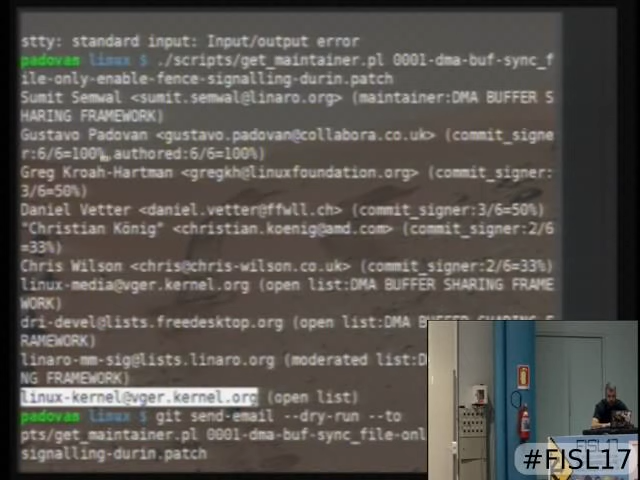 stty: standard input: Input/output error
padovan linux $ ./scripts/get_maintainer.pl 0001-dma-buf-sync_f
ile-only-enable-fence-signalling-durin.patch
Sumit Semwal <sumit.semwal@linaro.org> (maintainer:DMA BUFFER S
HARING FRAMEWORK)
Gustavo Padovan <gustavo.padovan@collabora.co.uk> (commit_signe
r:6/6=100%,authored:6/6=100%)
Greg Kroah-Hartman <gregkh@linuxfoundation.org> (commit_signer:
3/6=50%)
Daniel Vetter <daniel.vetter@ffwll.ch> (commit_signer:3/6=50%)
"Christian König" <christian.koenig@amd.com> (commit_signer:2/6
=33%)
Chris Wilson <chris@chris-wilson.co.uk> (commit_signer:2/6=33%)
linux-media@vger.kernel.org (open list:DMA BUFFER SHARING FRAME
WORK)
dri-devel@lists.freedesktop.org (open list:DMA BUFFER SHARING F
RAMEWORK)
linaro-mm-sig@lists.linaro.org (moderated list:D
NG FRAMEWORK)
linux-kernel@vger.kernel.org (open list)
padovan linux $ git send-email --dry-run --to
pts/get_maintainer.pl 0001-dma-buf-sync_file-onl
signalling-durin.patch
FISL17
#FISL17